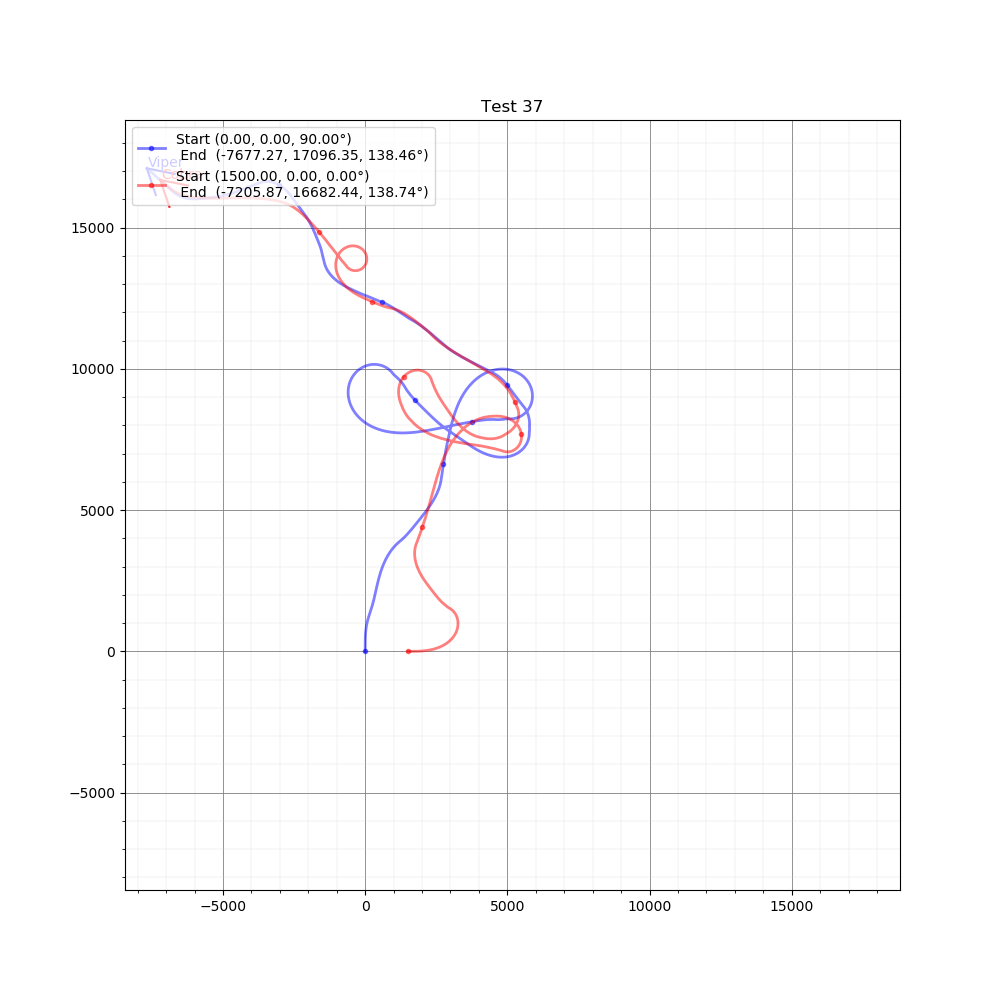 Test 37
Start (0.00, 0.00, 90.00°)
End (-7677.27, 17096.35, 138.46°)
Start (1500.00, 0.00, 0.00°)
End (-7205.87, 16682.44, 138.74°)
Viper
15000
10000
5000
0
−5000
−5000
0
5000
10000
15000